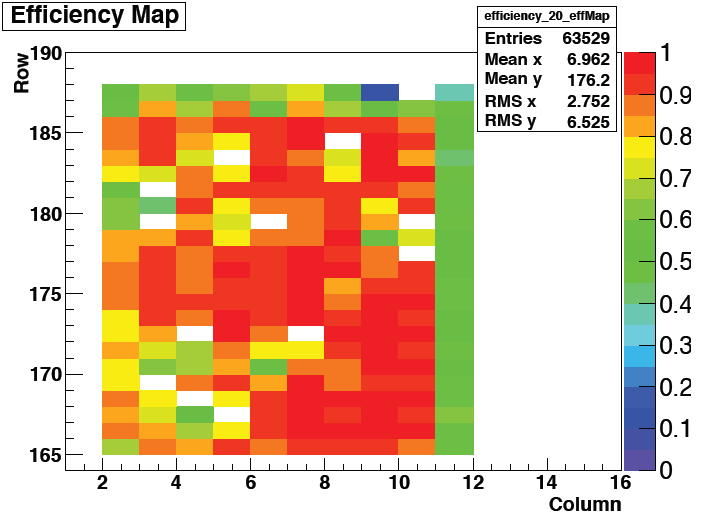 Efficiency Map
efficiency_20_effMap
Entries 63529
Mean x 6.962
Mean y 176.2
RMS x 2.752
RMS y 6.525
Row
190
185
180
175
170
165
2 4 6 8 10 12 14 16
Column
1
0.9
0.8
0.7
0.6
0.5
0.4
0.3
0.2
0.1
0